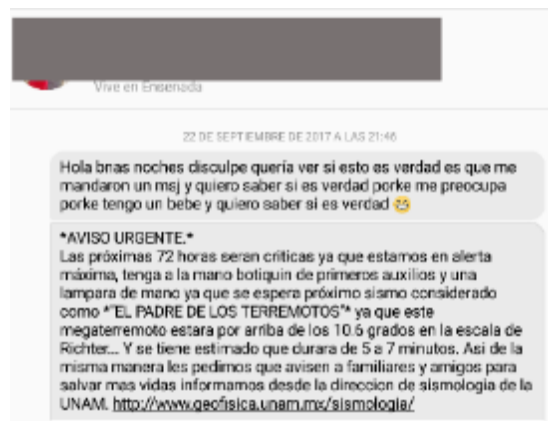 Vive en Ensenada
22 DE SEPTIEMBRE DE 2017 A LAS 21:46
Hola bnas noches disculpe quería ver si esto es verdad es que me
mandaron un msj y quiero saber si es verdad porke me preocupa
porke tengo un bebe y quiero saber si es verdad 😁
*AVISO URGENTE.*
Las próximas 72 horas seran criticas ya que estamos en alerta
máxima, tenga a la mano botiquin de primeros auxilios y una
lampara de mano ya que se espera próximo sismo considerado
como *"EL PADRE DE LOS TERREMOTOS"* ya que este
megaterremoto estara por arriba de los 10.6 grados en la escala de
Richter... Y se tiene estimado que durara de 5 a 7 minutos. Asi de la
misma manera les pedimos que avisen a familiares y amigos para
salvar mas vidas informamos desde la direccion de sismologia de la
UNAM. http://www.geofisica.unam.mx/sismologia/